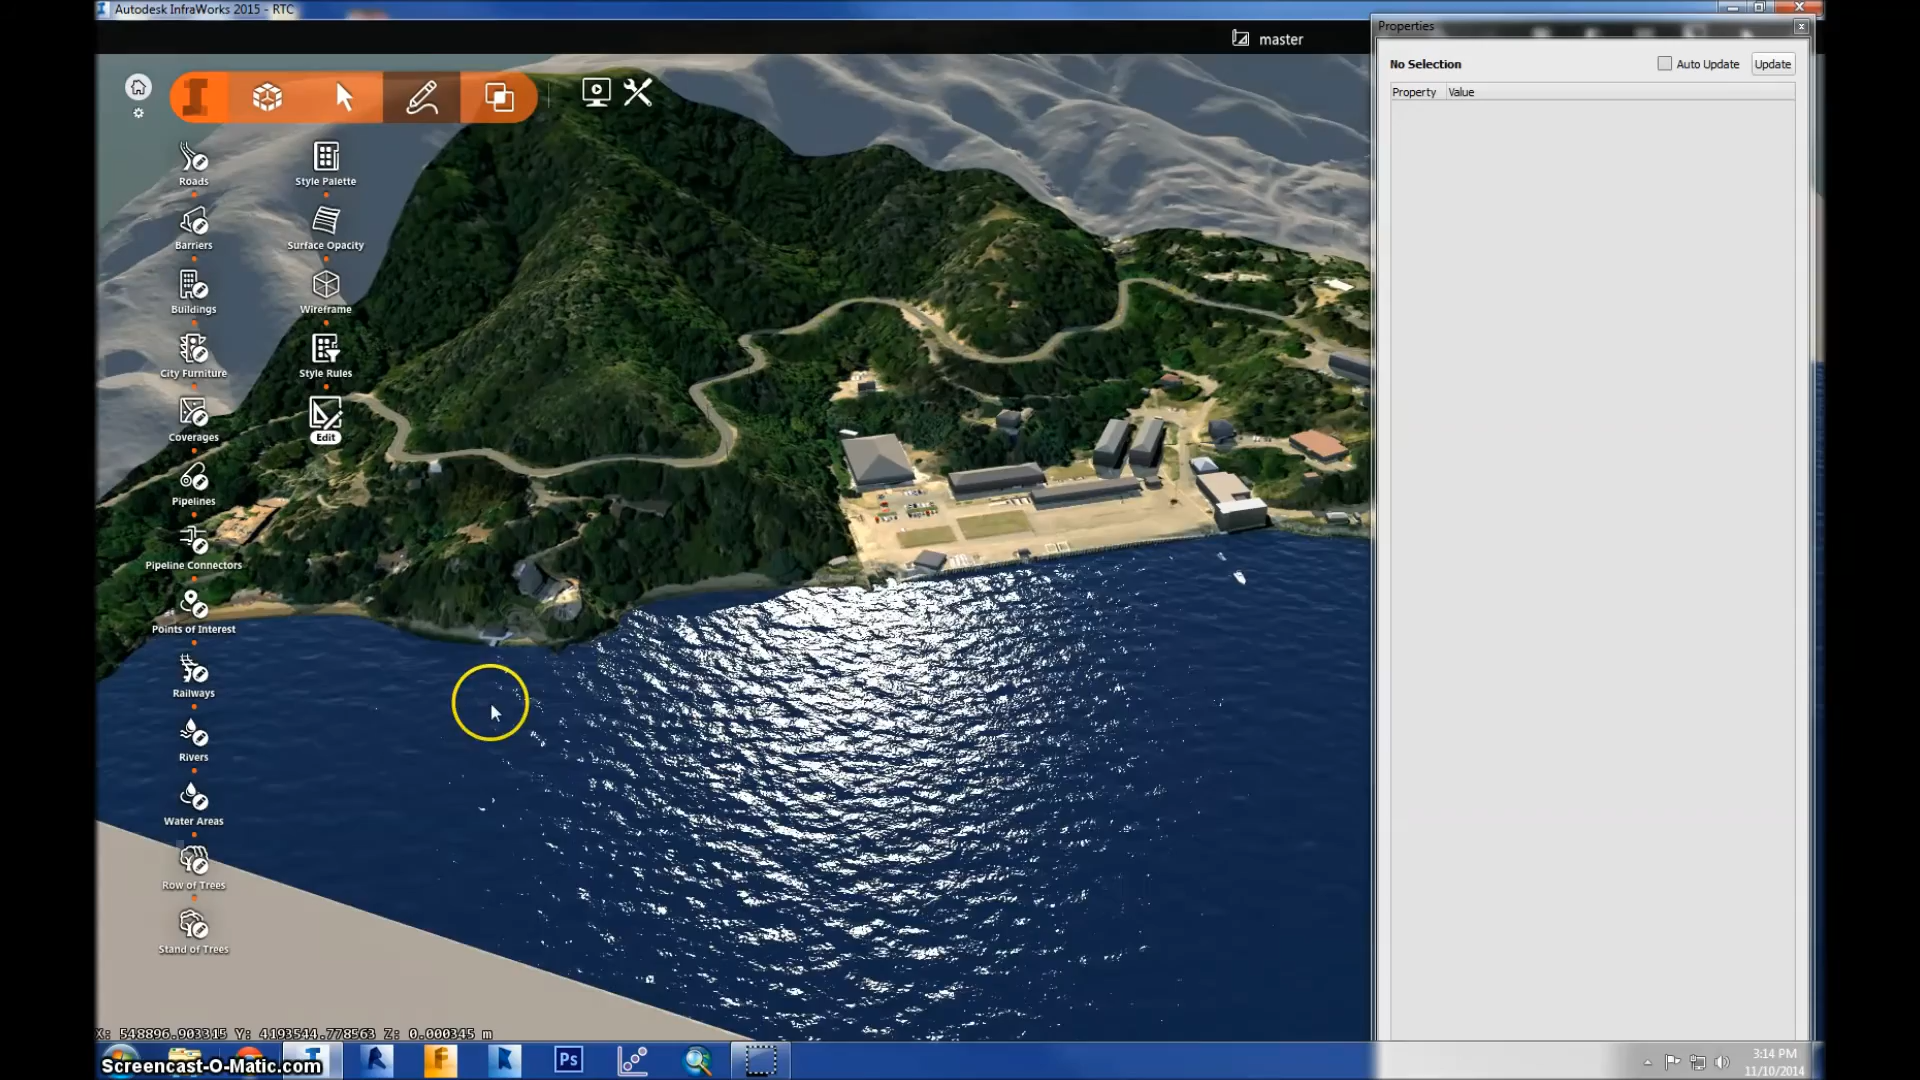 Autodesk InfraWorks 2015 - RTC
Properties
master
No Selection
Auto Update
Update
Property
Value
Roads
Style Palette
Barriers
Surface Opacity
Buildings
Wireframe
City Furniture
Style Rules
Coverages
Edit
Pipelines
Pipeline Connectors
Points of Interest
Railways
Rivers
Water Areas
Row of Trees
Stand of Trees
X: 548896.903315 Y: 4193544.778563 Z: 0.000345 m
Ps
Screencast-O-Matic.com
3:14 PM
11/10/2014